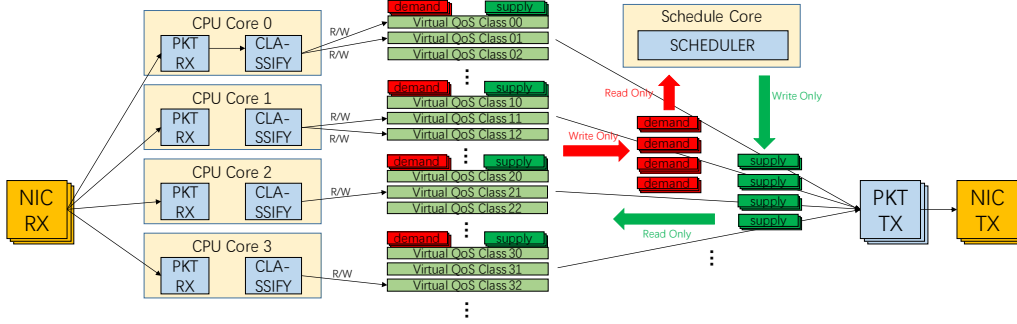 NIC
RX
CPU Core 0
PKT
RX
CLA-
SSIFY
R/W
R/W
CPU Core 1
PKT
RX
CLA-
SSIFY
R/W
R/W
CPU Core 2
PKT
RX
CLA-
SSIFY
R/W
CPU Core 3
PKT
RX
CLA-
SSIFY
R/W
demand
supply
Virtual QoS Class 00
Virtual QoS Class 01
Virtual QoS Class 02
...
demand
supply
Virtual QoS Class 10
Virtual QoS Class 11
Virtual QoS Class 12
...
demand
supply
Virtual QoS Class 20
Virtual QoS Class 21
Virtual QoS Class 22
...
demand
supply
Virtual QoS Class 30
Virtual QoS Class 31
Virtual QoS Class 32
...
Schedule Core
SCHEDULER
Read Only
Write Only
Write Only
demand
demand
demand
demand
supply
supply
supply
supply
Read Only
...
PKT
TX
NIC
TX